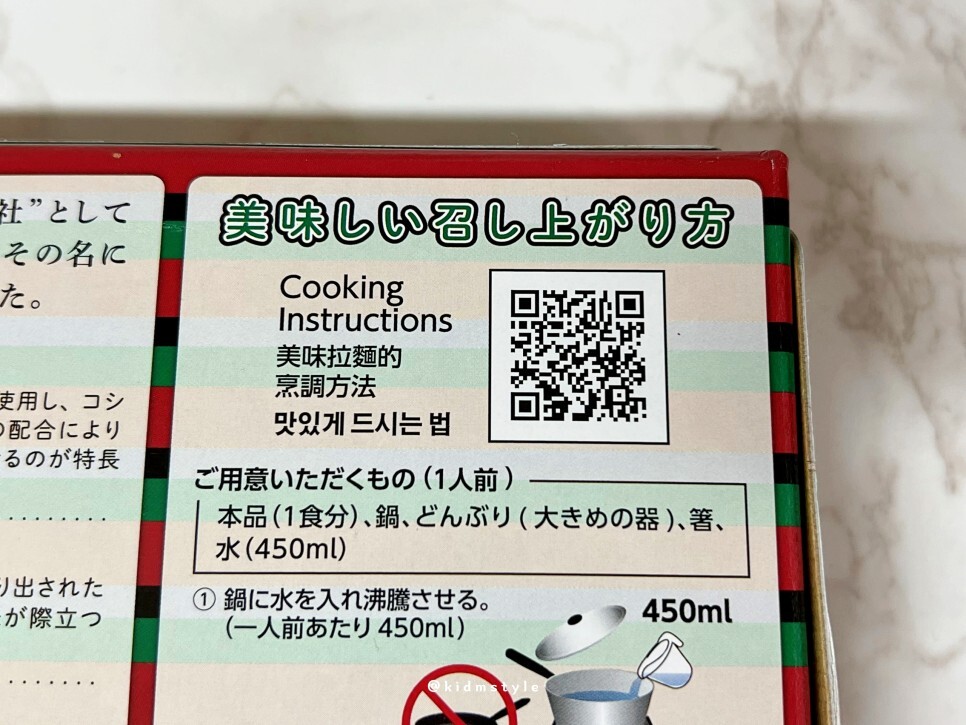 社”として
その名に
た。
使用し、コシ
の配合により
るのが特長
り出された
が際立つ
美味しい召し上がり方
Cooking
Instructions
美味拉麵的
烹調方法
맛있게 드시는 법
ご用意いただくもの(1人前)
本品(1食分)、鍋、どんぶり(大きめの器)、箸、
水(450ml)
① 鍋に水を入れ沸騰させる。
(一人前あたり450ml)
450ml
@kidmstyle